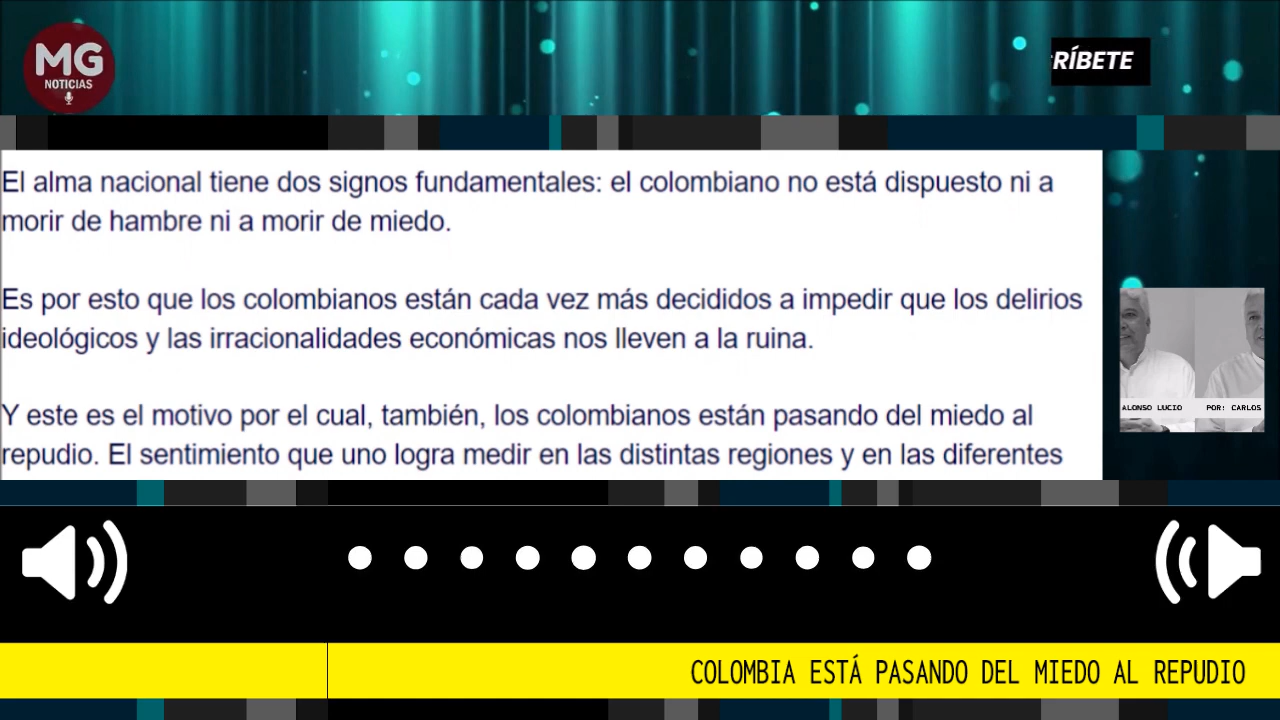 MG
NOTICIAS
RÍBETE
El alma nacional tiene dos signos fundamentales: el colombiano no está dispuesto ni a
morir de hambre ni a morir de miedo.
Es por esto que los colombianos están cada vez más decididos a impedir que los delirios
ideológicos y las irracionalidades económicas nos lleven a la ruina.
Y este es el motivo por el cual, también, los colombianos están pasando del miedo al
repudio. El sentimiento que uno logra medir en las distintas regiones y en las diferentes
ALONSO LUCIO POR: CARLOS
COLOMBIA ESTÁ PASANDO DEL MIEDO AL REPUDIO